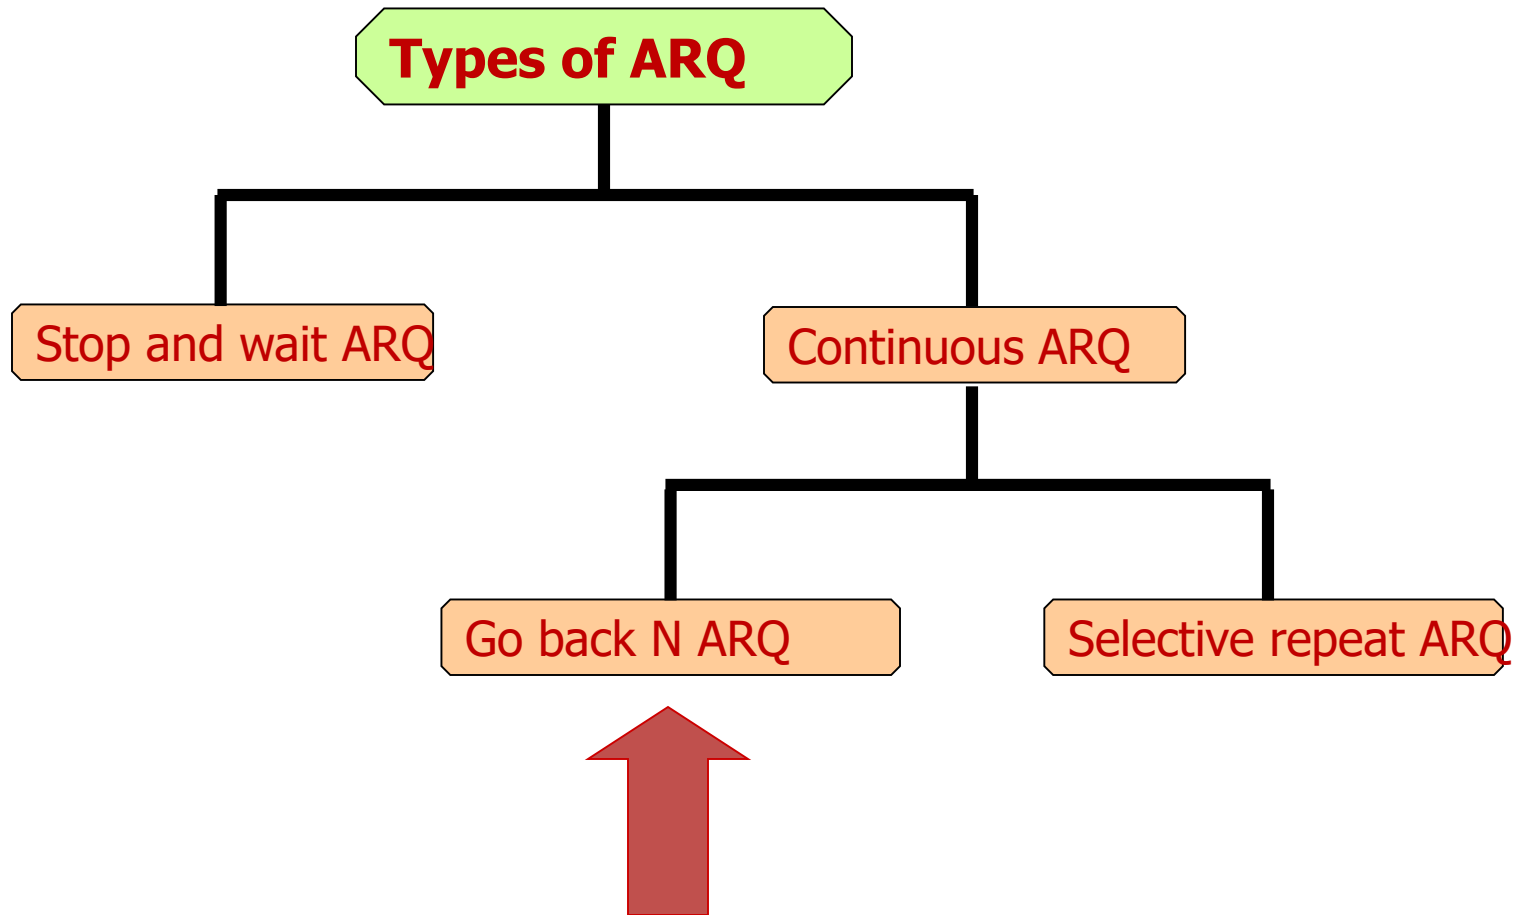 Types of ARQ
Stop and wait ARQ
Continuous ARQ
Go back N ARQ
Selective repeat ARQ